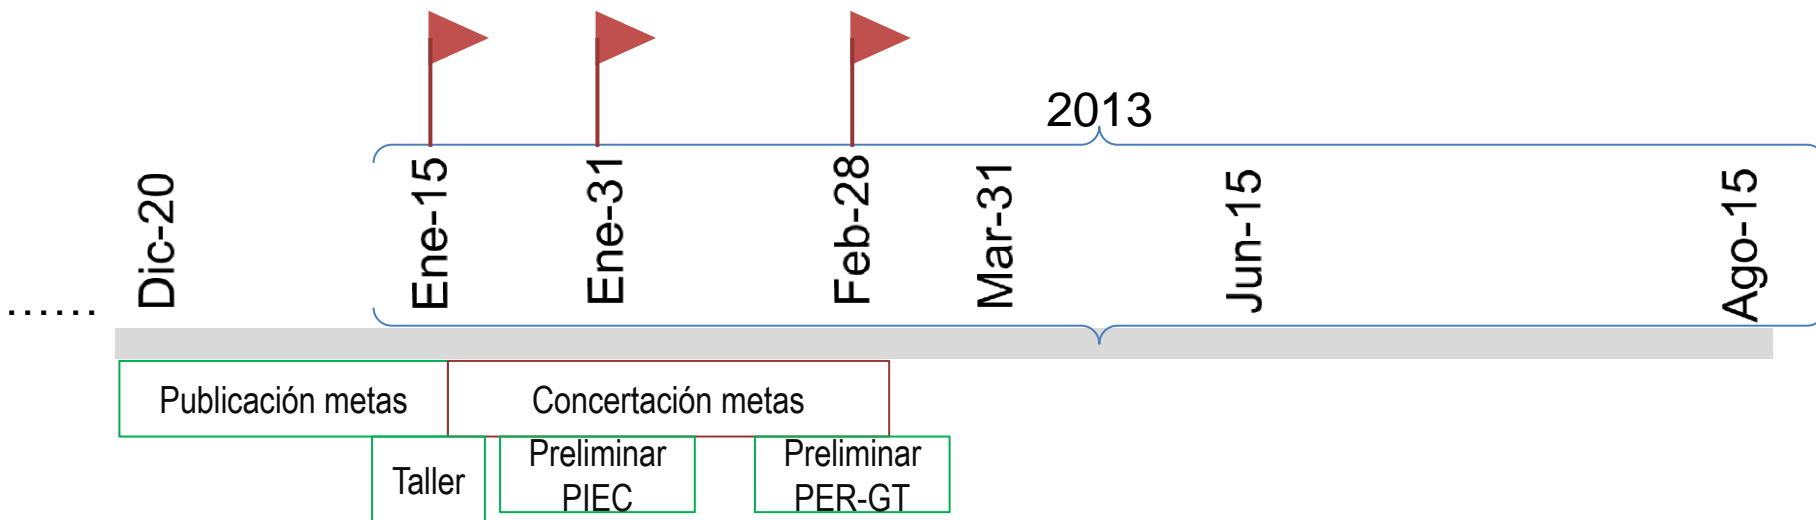 2013
Dic-20
Ene-15
Ene-31
Feb-28
Mar-31
Jun-15
Ago-15
......
Publicación metas
Concertación metas
Taller
Preliminar
PIEC
Preliminar
PER-GT